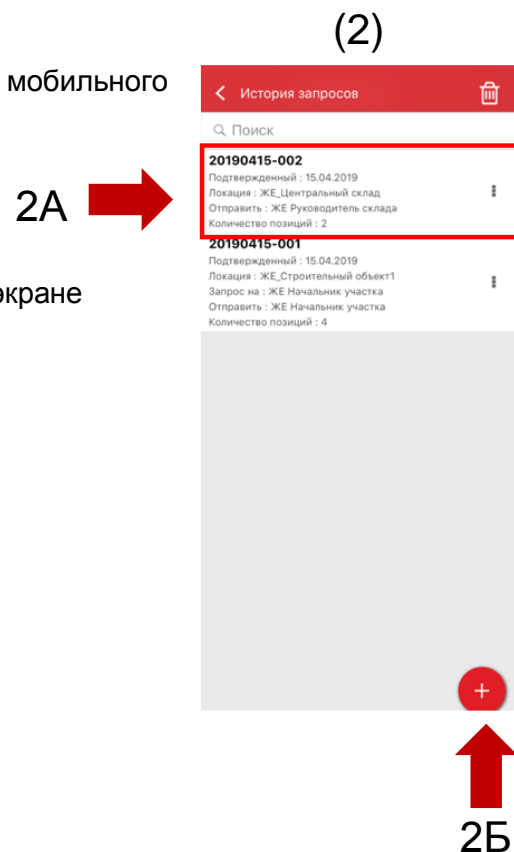 (2)
мобильного
История запросов
Поиск
20190415-002
Подтвержденный : 15.04.2019
Локация : ЖЕ_Центральный склад
Отправить : ЖЕ Руководитель склада
Количество позиций : 2
2А
20190415-001
Подтвержденный : 15.04.2019
Локация : ЖЕ_Строительный объект1
Запрос на : ЖЕ Начальник участка
Отправить : ЖЕ Начальник участка
Количество позиций : 4
экране
+
2Б